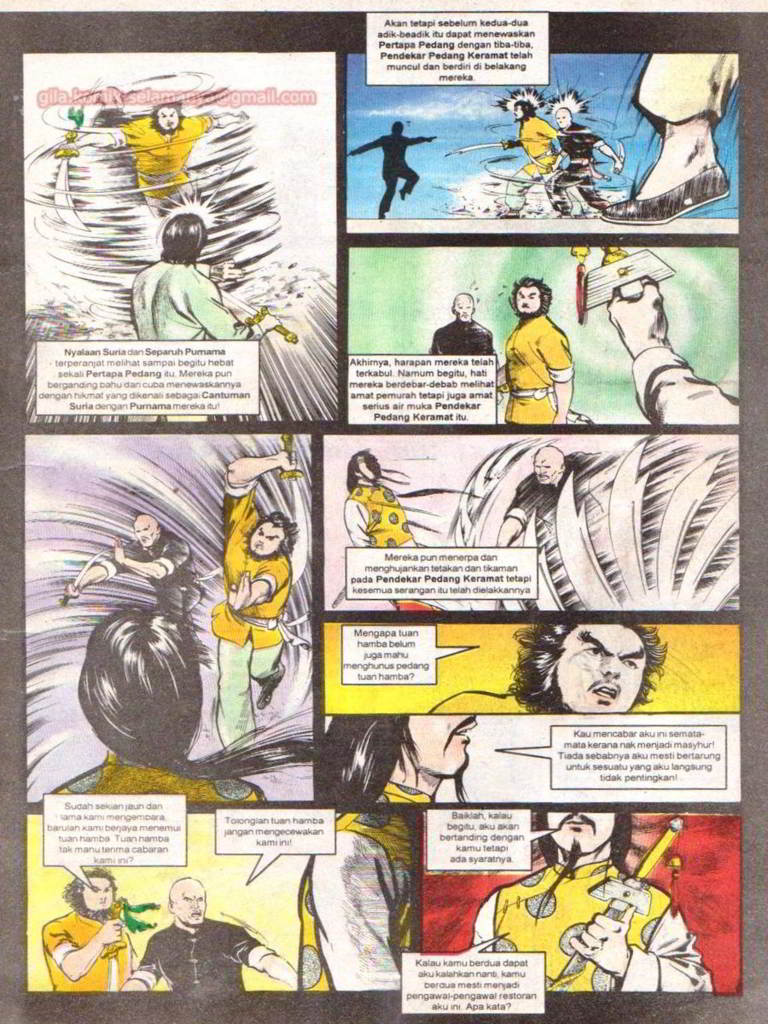 gila.komik.selamanya@gmail.com
Nyalaan Suria dan Separuh Purnama
terperanjat melihat sampai begitu hebat
sekali Pertapa Pedang itu. Mereka pun
berganding bahu dan cuba menewaskannya
dengan hikmat yang dikenali sebagai Cantuman
Suria dengan Purnama mereka itu!
Akan tetapi sebelum kedua-dua
adik-beadik itu dapat menewaskan
Pertapa Pedang dengan tiba-tiba,
Pendekar Pedang Keramat telah
muncul dan berdiri di belakang
mereka.
Akhirnya, harapan mereka telah
terkabul. Namum begitu, hati
mereka berdebar-debab melihat
amat pemurah tetapi juga amat
serius air muka Pendekar
Pedang Keramat itu.
Mereka pun menerpa dan
menghujankan tetakan dan tikaman
pada Pendekar Pedang Keramat tetapi
kesemua serangan itu telah dielakkannya
Mengapa tuan
hamba belum
juga mahu
menghunus pedang
tuan hamba?
Kau mencabar aku ini semata-
mata kerana nak menjadi masyhur!
Tiada sebabnya aku mesti bertarung
untuk sesuatu yang aku langsung
tidak pentingkan!
Sudah sekian jauh dan
lama kami mengembara,
barulah kami berjaya menemui
tuan hamba. Tuan hamba
tak mahu terima cabaran
kami ini?
Tolonglah tuan hamba
jangan mengecewakan
kami ini!
Baiklah, kalau
begitu, aku akan
bertanding dengan
kamu tetapi
ada syaratnya.
Kalau kamu berdua dapat
aku kalahkan nanti, kamu
berdua mesti menjadi
pengawal-pengawal restoran
aku ini. Apa kata?